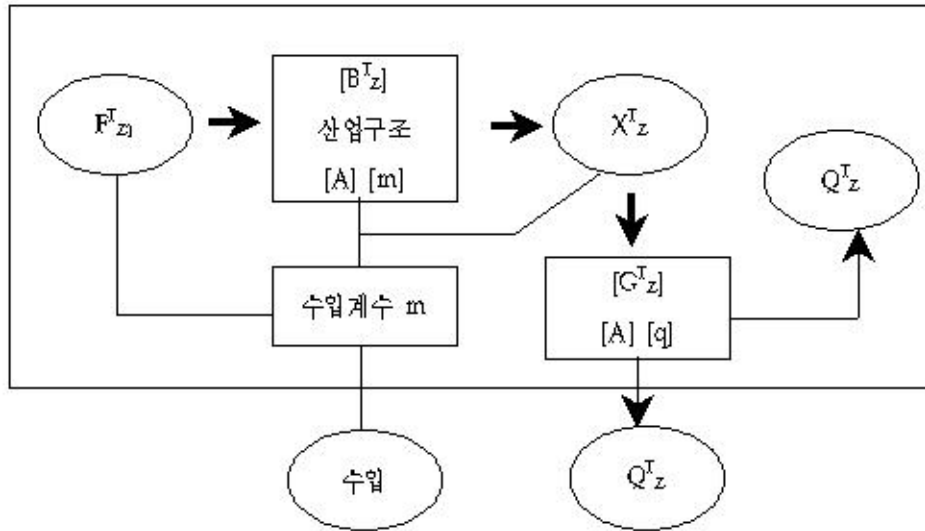 [B^T_Z]
F^T_Z1
산업구조
X^T_Z
[A] [m]
Q^T_Z
[G^T_Z]
수입계수 m
[A] [q]
수입
Q^T_Z